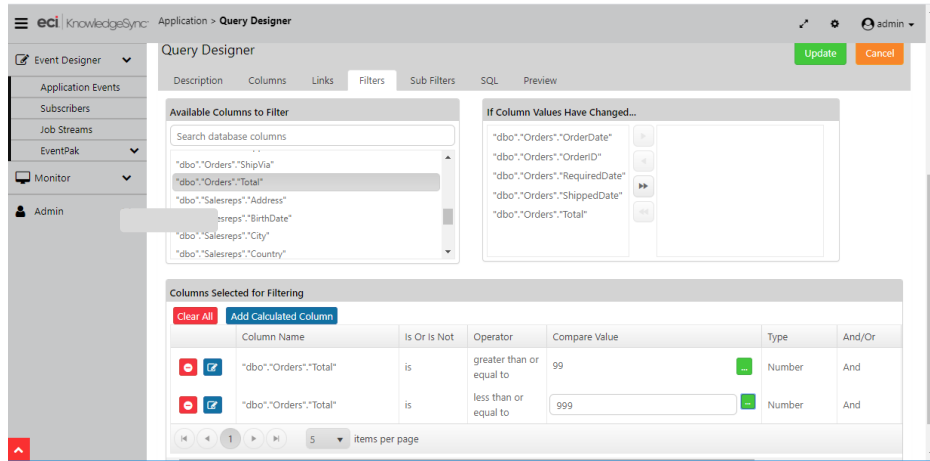 eci KnowledgeSync
Application > Query Designer
admin
Event Designer
Application Events
Subscribers
Job Streams
EventPak
Monitor
Admin
Query Designer
Update
Cancel
Description
Columns
Links
Filters
Sub Filters
SQL
Preview
Available Columns to Filter
Search database columns
"dbo"."Orders"."ShipVia"
"dbo"."Orders"."Total"
"dbo"."Salesreps"."Address"
reps"."BirthDate"
"dbo"."Salesreps"."City"
"dbo"."Salesreps"."Country"
If Column Values Have Changed...
"dbo"."Orders"."OrderDate"
"dbo"."Orders"."OrderID"
"dbo"."Orders"."RequiredDate"
"dbo"."Orders"."ShippedDate"
"dbo"."Orders"."Total"
Columns Selected for Filtering
Clear All
Add Calculated Column
Column Name Is Or Is Not Operator Compare Value Type And/Or
"dbo"."Orders"."Total" is greater than or equal to 99 ... Number And
"dbo"."Orders"."Total" is less than or equal to 999 ... Number And
1
5
items per page